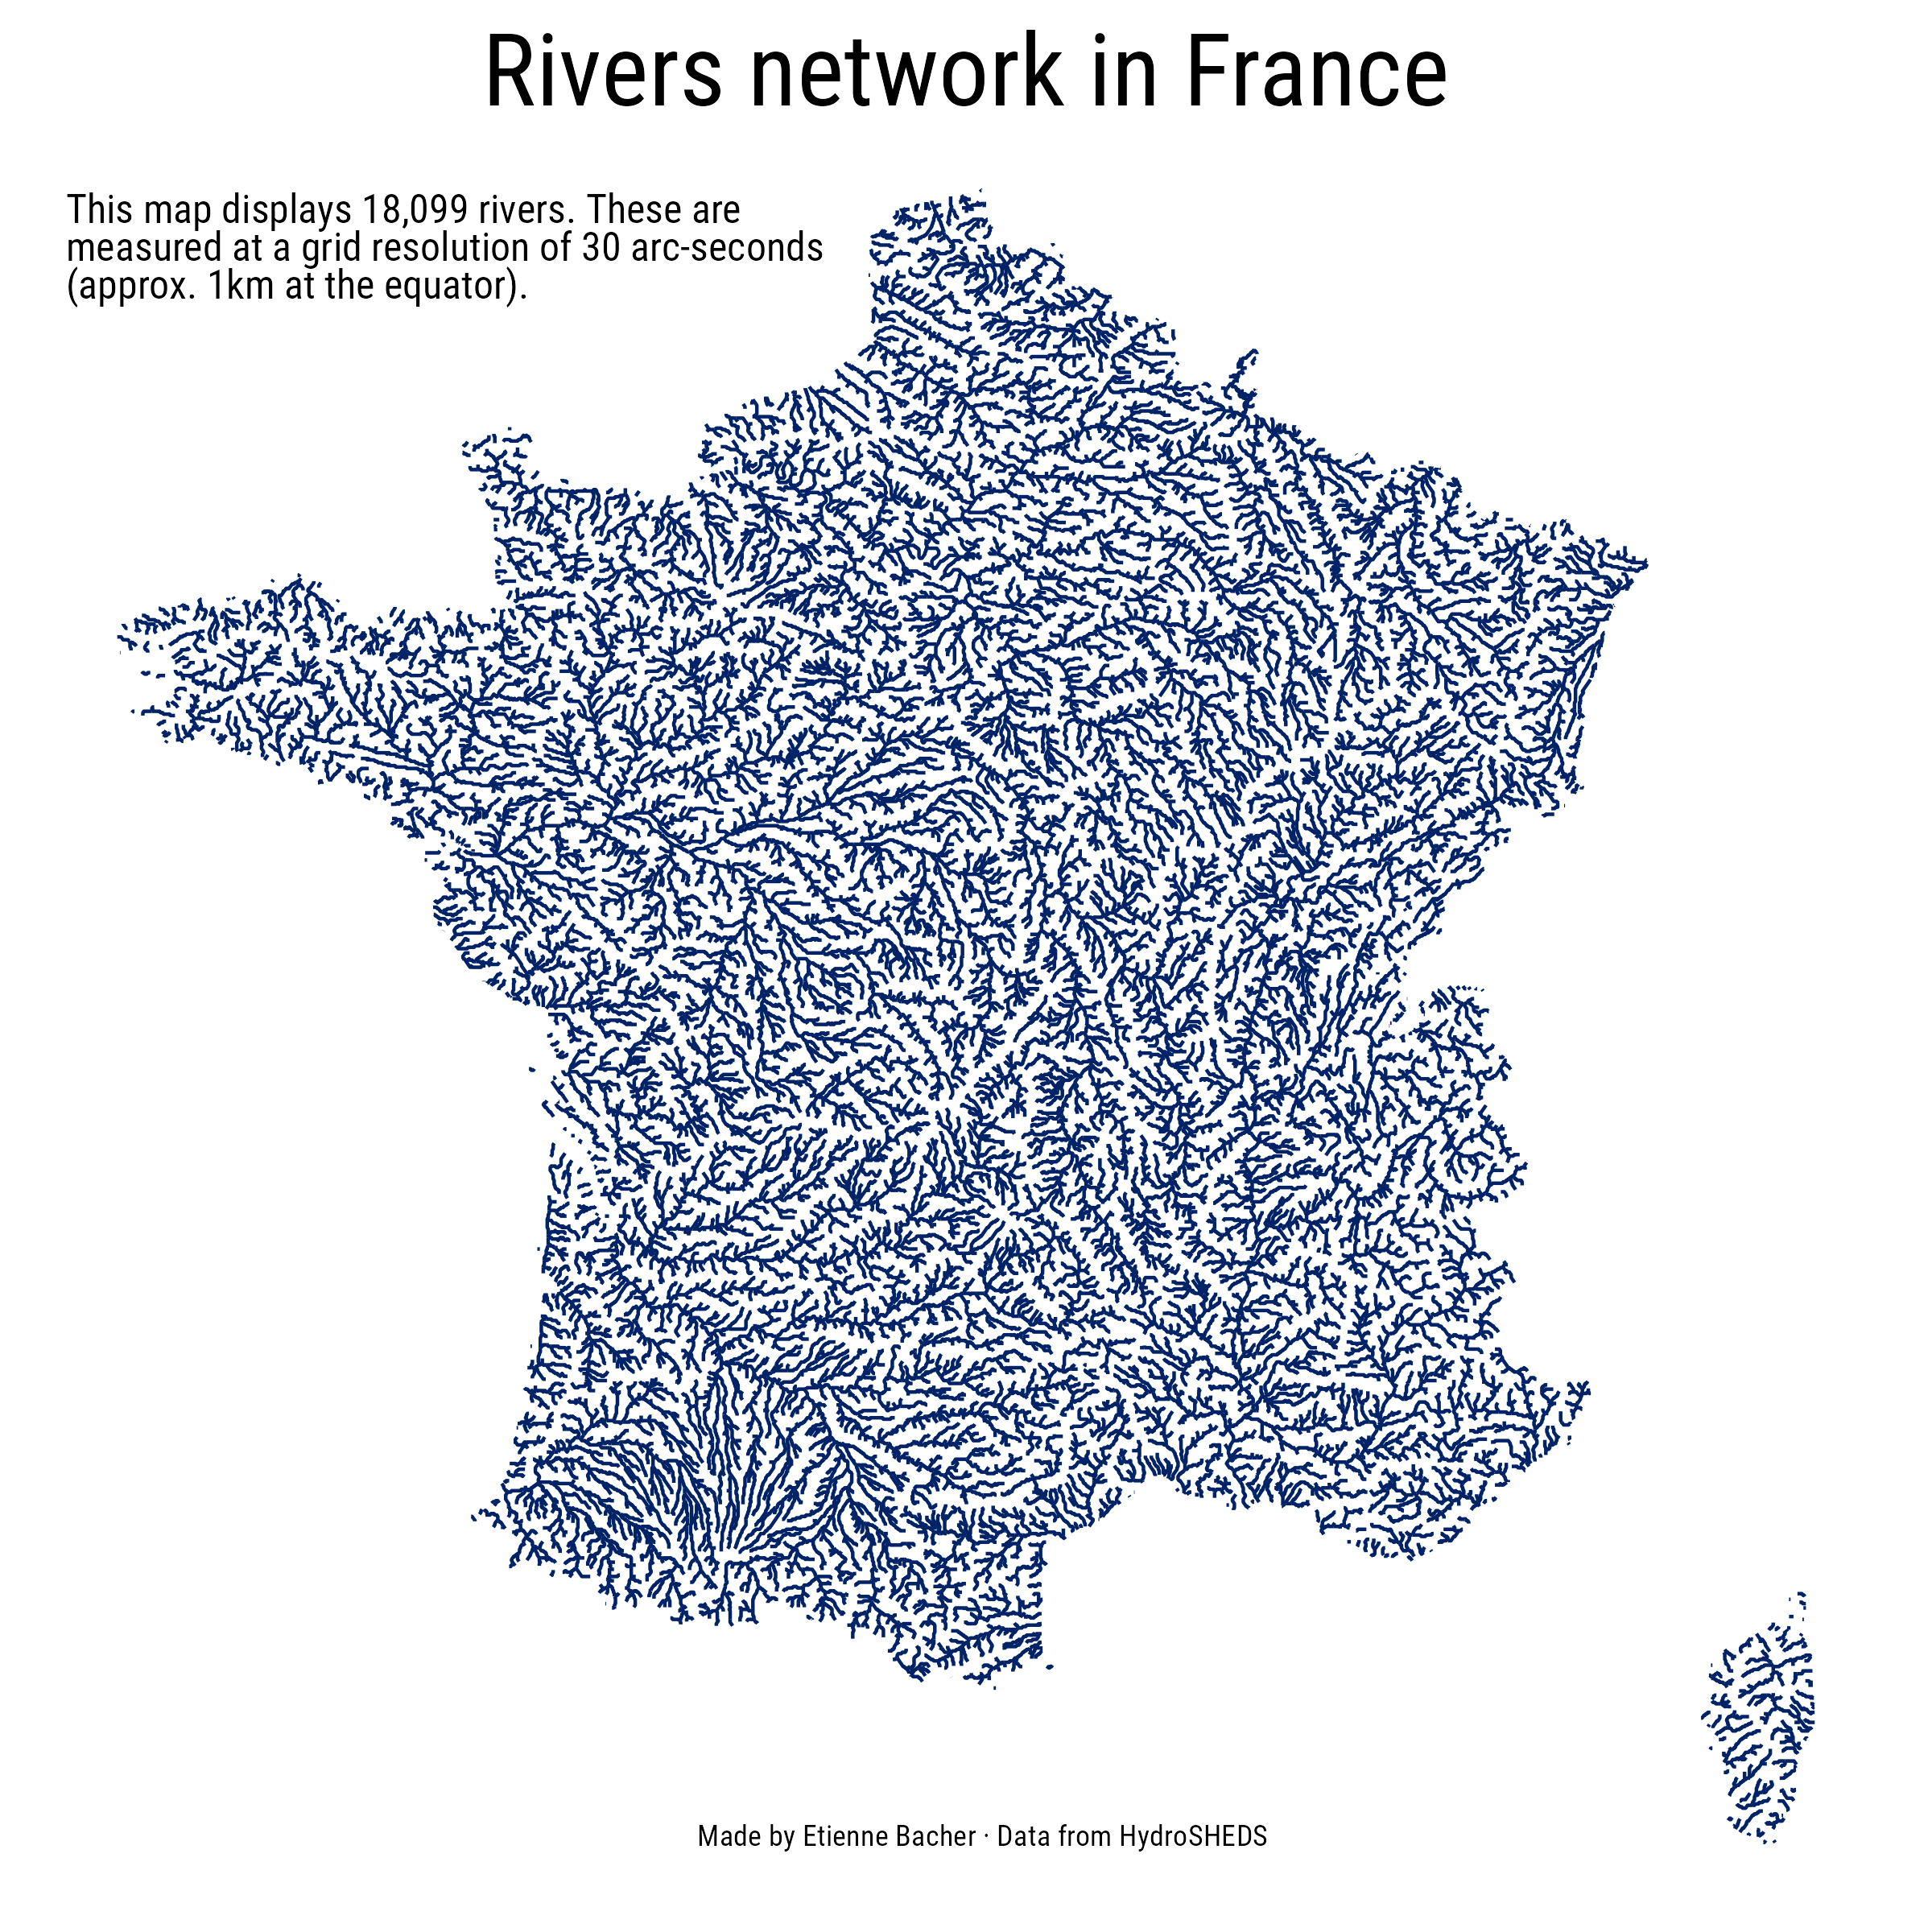 Rivers network in France
This map displays 18,099 rivers. These are
measured at a grid resolution of 30 arc-seconds
(approx. 1km at the equator).
Made by Etienne Bacher · Data from HydroSHEDS